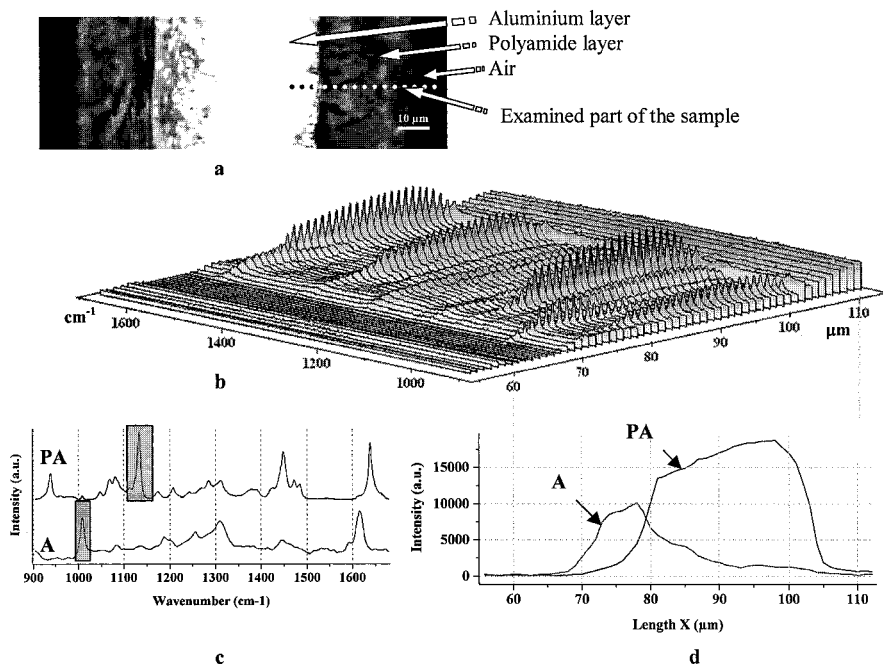 Aluminium layer
Polyamide layer
Air
10 µm
Examined part of the sample
a
cm-1
1600
1400
1200
1000
60
70
80
90
100
110
µm
b
PA
A
Intensity (a.u.)
900 1000 1100 1200 1300 1400 1500 1600
Wavenumber (cm-1)
c
PA
A
Intensity (a.u.)
15000
10000
5000
0
60 70 80 90 100 110
Length X (µm)
d